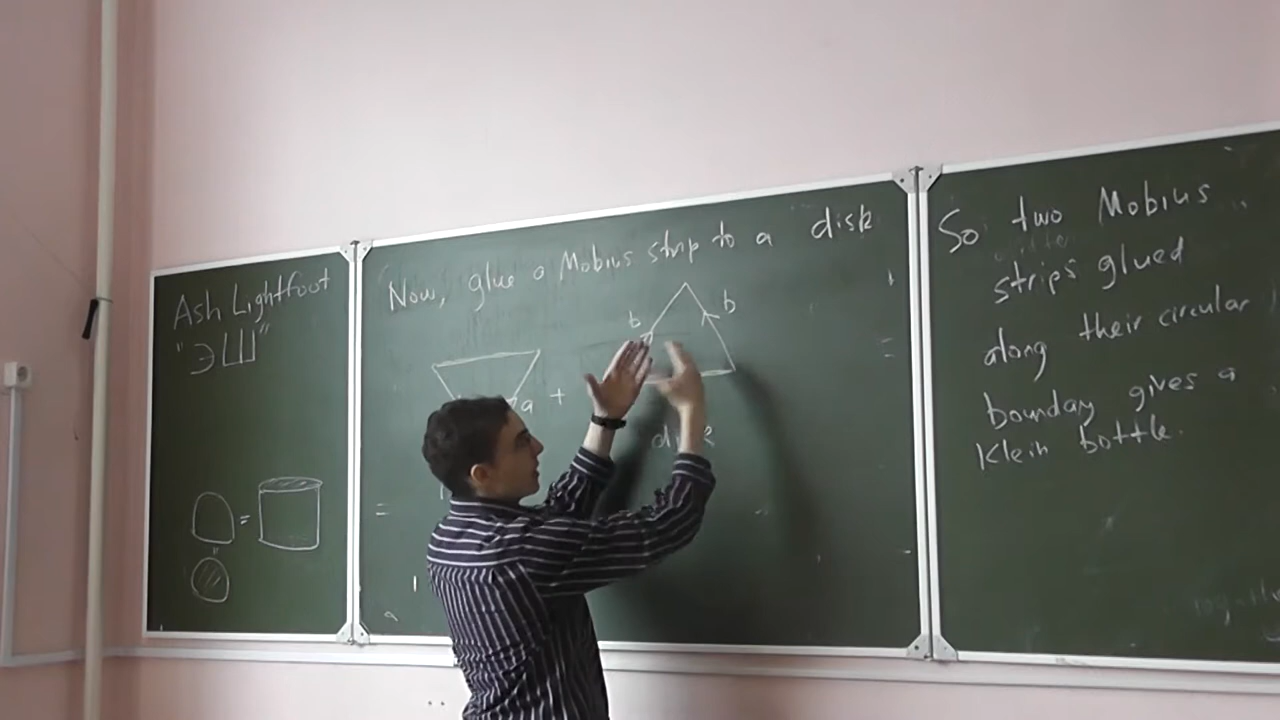 Ash Lightfoot
"ЭШ"
Now, glue a Mobius strip to a disk
b
b
a
+
=
=
=
So two Mobius
strips glued
along their circular
boundary gives a
Klein bottle.